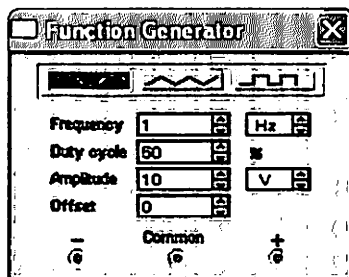 Function Generator
Frequency 1 Hz
Duty cycle 50 %
Amplitude 10 V
Offset 0
- Common +